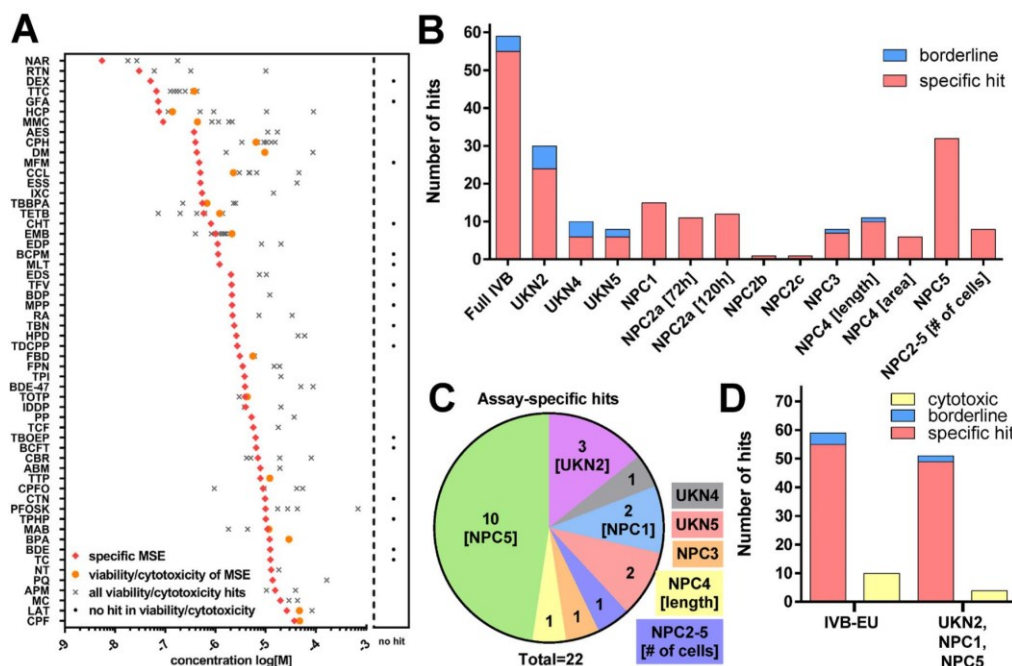 A
NAR
RTN
DEX
TTC
GFA
HCP
MMC
AES
CPH
DM
MFM
CCL
ESS
IXC
TBBPA
TETB
CHT
EMB
EDP
BCPM
MLT
EDS
TFV
BDP
MPP
RA
TBN
HPD
TDCPP
FBD
FPN
TPI
BDE-47
TOTP
IDDP
PP
TCF
TBOEP
BCFT
CBR
ABM
TTP
CPFO
CTN
PFOSK
TPHP
MAB
BPA
BDE
TC
NT
PQ
APM
MC
LAT
CPF
specific MSE
viability/cytotoxicity of MSE
all viability/cytotoxicity hits
no hit in viability/cytotoxicity
-9 -8 -7 -6 -5 -4 -3 no hit
concentration log[M]
B
Number of hits
60
50
40
30
20
10
0
borderline
specific hit
Full IVB
UKN2
UKN4
UKN5
NPC1
NPC2a [72h]
NPC2a [120h]
NPC2b
NPC2c
NPC3
NPC4 [length]
NPC4 [area]
NPC5
NPC2-5 [# of cells]
C
Assay-specific hits
3
[UKN2]
1
2
[NPC1]
2
1
1
1
10
[NPC5]
UKN4
UKN5
NPC3
NPC4
[length]
NPC2-5
[# of cells]
Total=22
D
Number of hits
70
60
50
40
30
20
10
0
cytotoxic
borderline
specific hit
IVB-EU
UKN2,
NPC1,
NPC5